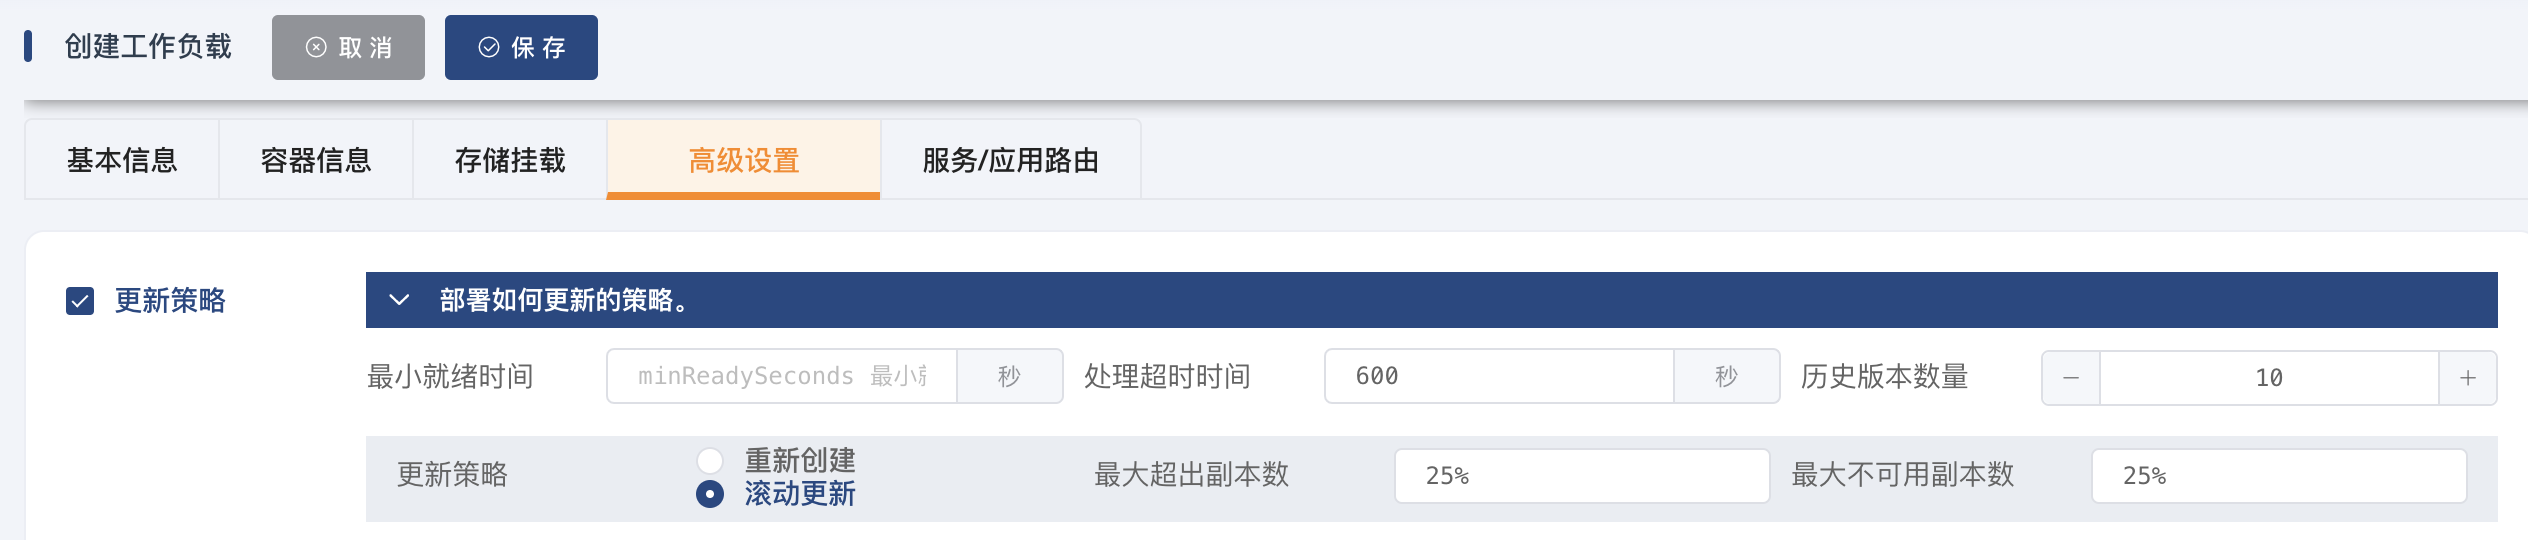 创建工作负载 取 消 保 存
基本信息 容器信息 存储挂载 高级设置 服务/应用路由
更新策略 部署如何更新的策略。
最小就绪时间 minReadySeconds 最小 秒 处理超时时间 600 秒 历史版本数量 − 10 +
更新策略 重新创建 最大超出副本数 25% 最大不可用副本数 25%
滚动更新